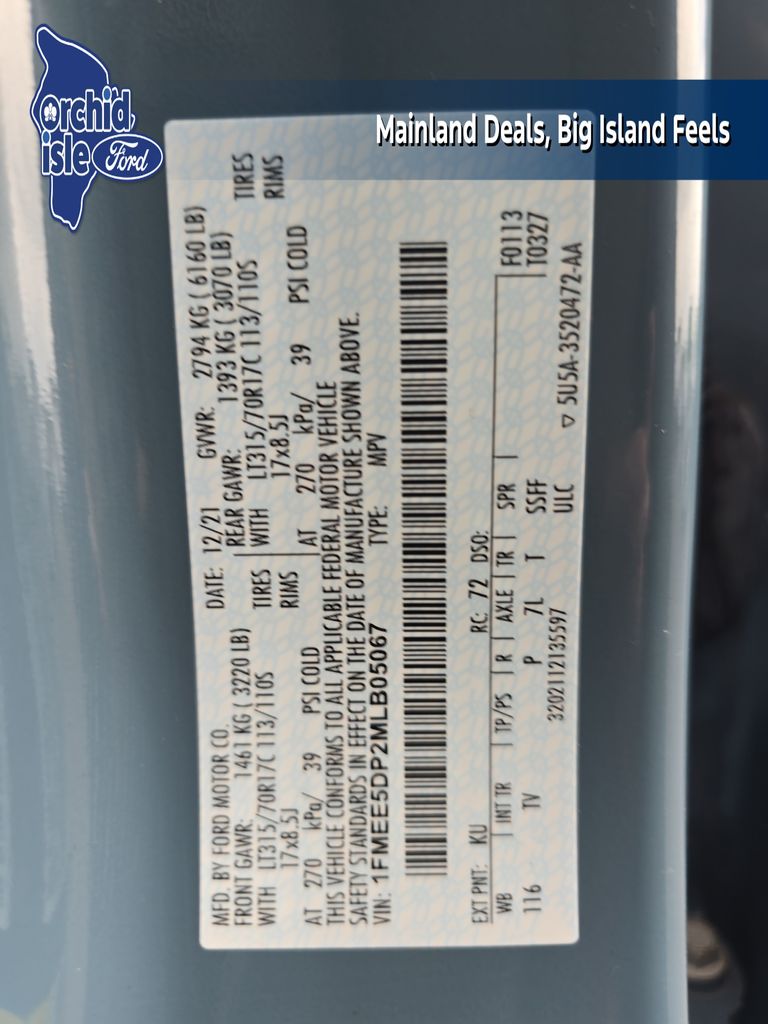 Orchid
isle Ford
Mainland Deals, Big Island Feels
MFD. BY FORD MOTOR CO.
DATE: 12/21 GVWR: 2794 KG ( 6160 LB)
FRONT GAWR: 1461 KG ( 3220 LB) REAR GAWR: 1393 KG ( 3070 LB)
WITH LT315/70R17C 113/110S TIRES WITH LT315/70R17C 113/110S TIRES
17x8.5J RIMS 17x8.5J RIMS
AT 270 kPa/ 39 PSI COLD AT 270 kPa/ 39 PSI COLD
THIS VEHICLE CONFORMS TO ALL APPLICABLE FEDERAL MOTOR VEHICLE
SAFETY STANDARDS IN EFFECT ON THE DATE OF MANUFACTURE SHOWN ABOVE.
VIN: 1FMEE5DP2MLB05067 TYPE: MPV
EXT PNT: KU RC: 72 DSO: F0113
WB INT TR TP/PS R AXLE TR SPR T0327
116 TV P 7L T SSFF
3202112135597 ULC ▽ 5U5A-3520472-AA